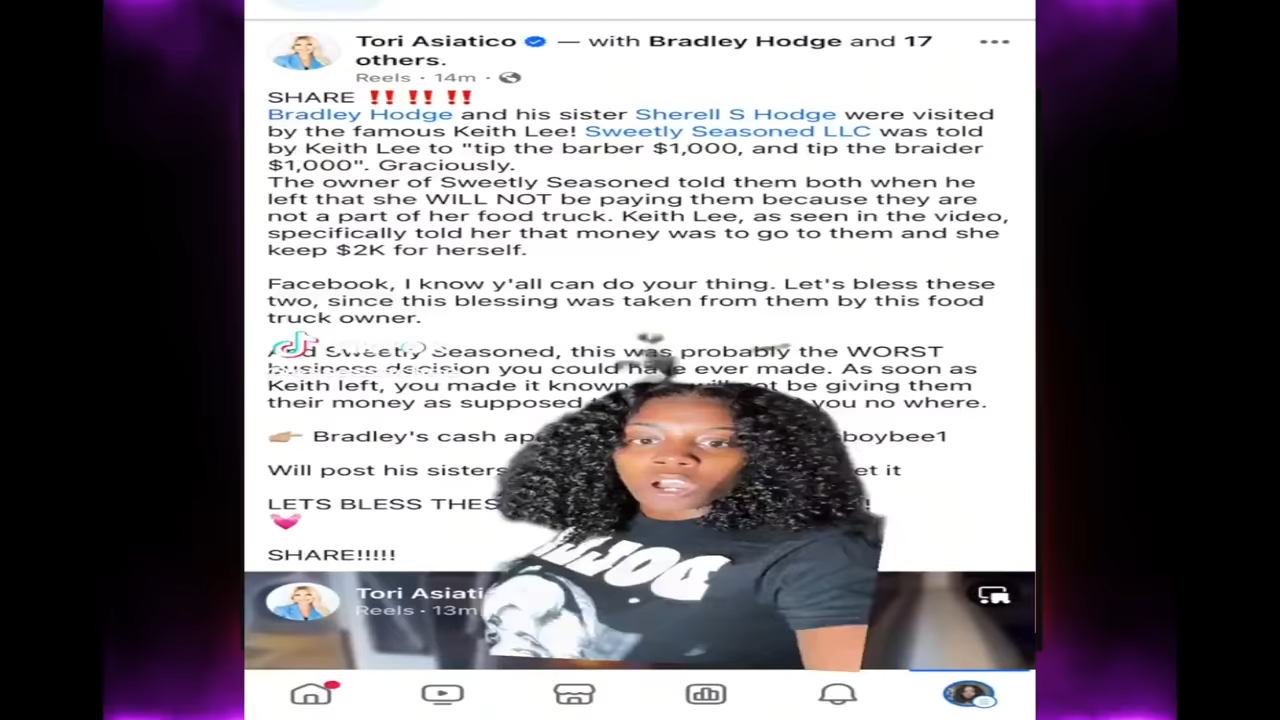 Tori Asiatico — with Bradley Hodge and 17
others.
Reels · 14m ·
SHARE ‼️ ‼️ ‼️
Bradley Hodge and his sister Sherell S Hodge were visited
by the famous Keith Lee! Sweetly Seasoned LLC was told
by Keith Lee to "tip the barber $1,000, and tip the braider
$1,000". Graciously.
The owner of Sweetly Seasoned told them both when he
left that she WILL NOT be paying them because they are
not a part of her food truck. Keith Lee, as seen in the video,
specifically told her that money was to go to them and she
keep $2K for herself.
Facebook, I know y'all can do your thing. Let's bless these
two, since this blessing was taken from them by this food
truck owner.
Sweetly Seasoned, this was probably the WORST
business decision you could have ever made. As soon as
Keith left, you made it known will not be giving them
their money as supposed you no where.
👉🏽 Bradley's cash ap boybee1
Will post his sisters et it
LETS BLESS THES !
💓
SHARE!!!!!
Tori Asiati
Reels · 13m